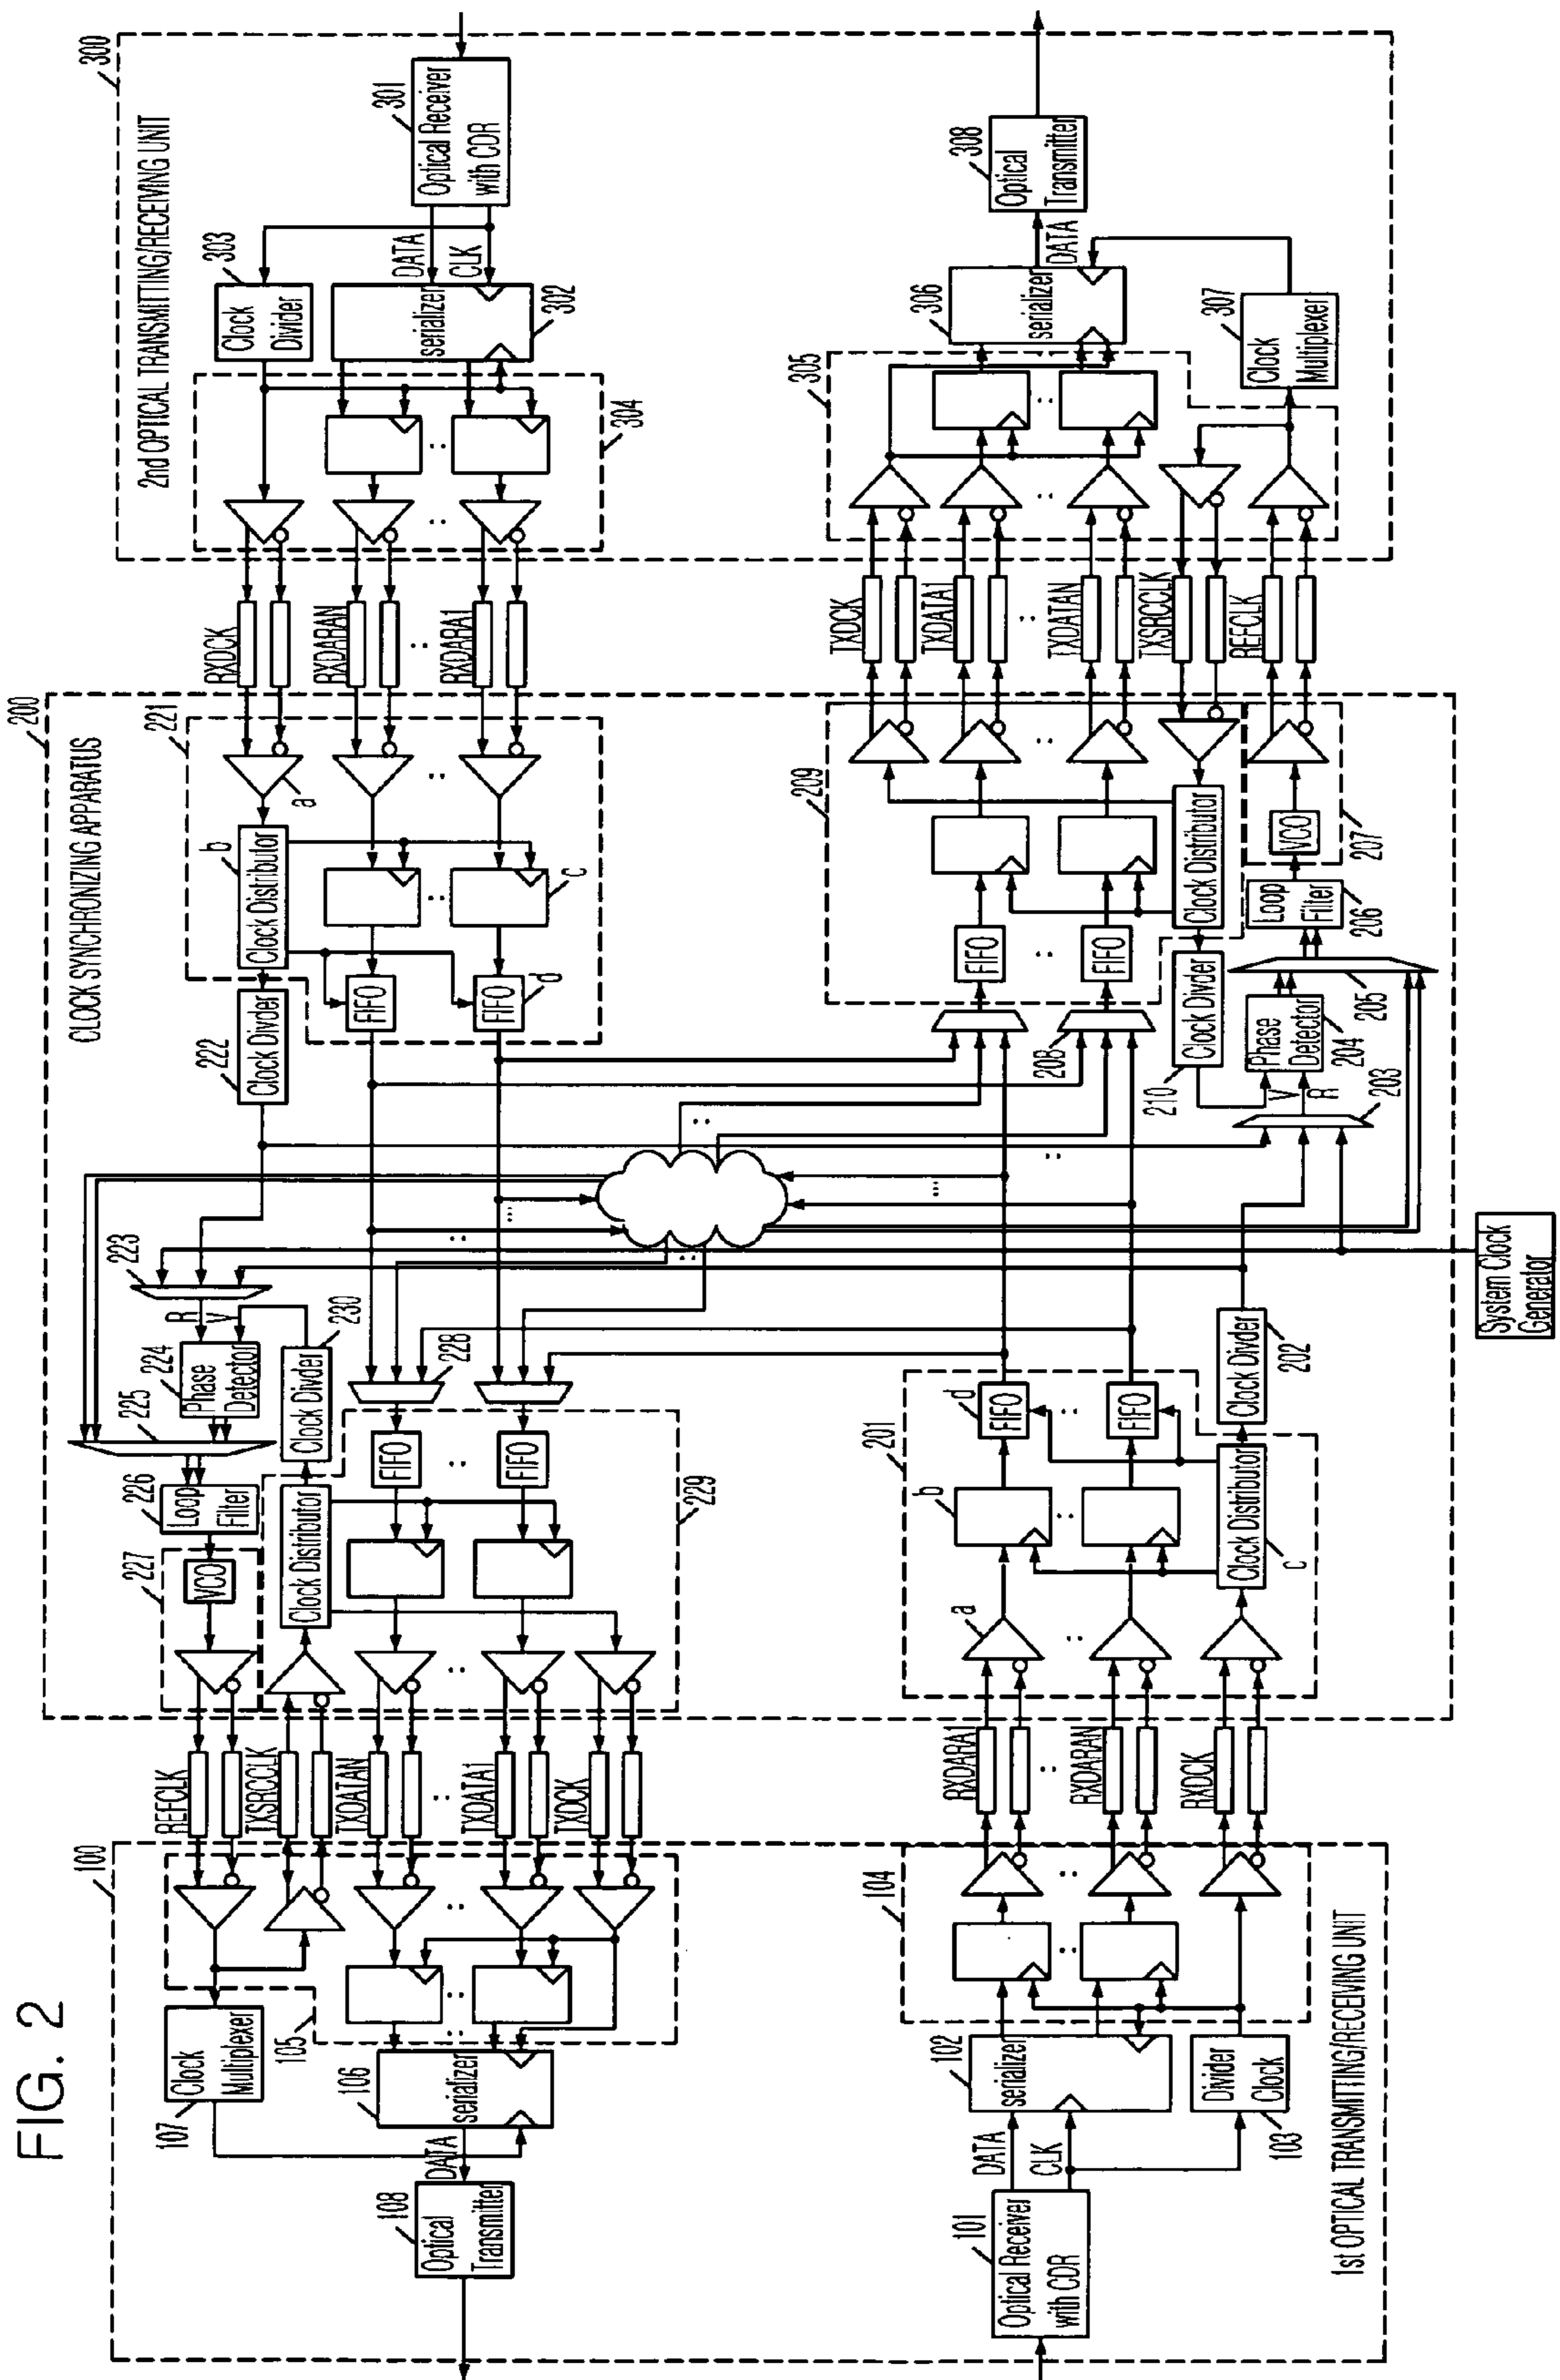 FIG. 2
100
107
Clock
Multiplexer
105
106
serializer
DATA
108
Optical
Transmitter
REFCLK
TXSRCCLK
TXDATAN
TXDATA1
TXDCK
101
Optical Receiver
with CDR
DATA
CLK
102
serializer
103
Divider
Clock
104
1st OPTICAL TRANSMITTING/RECEIVING UNIT
RXDARA1
RXDARAN
RXDCK
200
CLOCK SYNCHRONIZING APPARATUS
227
VCO
226
Loop
Filter
225
224
Phase
Detector
R
V
223
230
Clock Divder
Clock Distributor
FIFO
FIFO
228
229
222
Clock Divder
b
Clock Distributor
a
221
FIFO
FIFO
d
c
201
a
b
d
FIFO
FIFO
Clock Distributor
c
Clock Divder
202
System Clock
Generator
203
V
R
Phase
Detector
204
205
Loop
Filter
206
VCO
207
208
209
FIFO
FIFO
Clock Divder
210
Clock Distributor
RXDCK
RXDARAN
RXDARA1
TXDCK
TXDATA1
TXDATAN
TXSRCCLK
REFCLK
300
2nd OPTICAL TRANSMITTING/RECEIVING UNIT
301
Optical Receiver
with CDR
DATA
CLK
303
Clock
Divider
serializer
302
304
305
306
serializer
DATA
307
Clock
Multiplexer
308
Optical
Transmitter